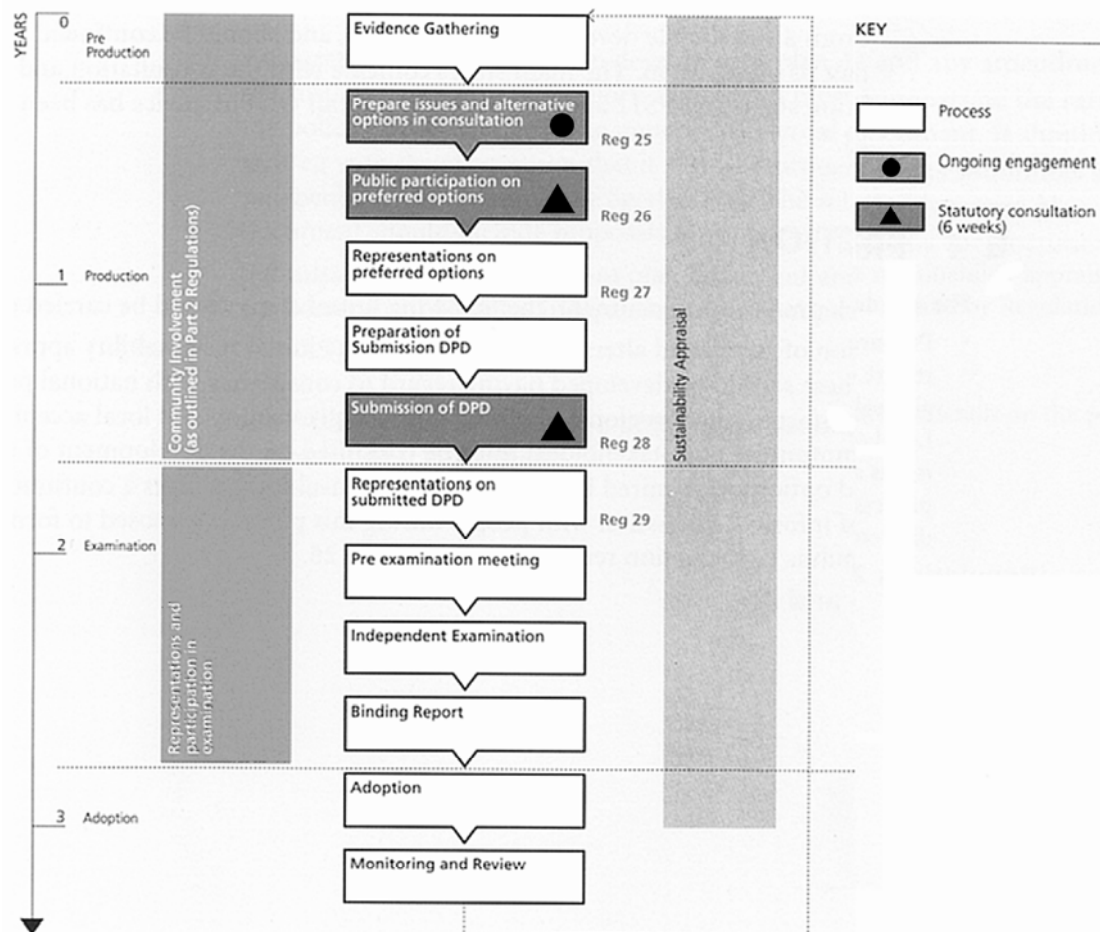 YEARS
0
Pre
Production
1
Production
2
Examination
3
Adoption
Community Involvement
(as outlined in Part 2 Regulations)
Representations and
participation in
examination
Evidence Gathering
Prepare issues and alternative
options in consultation
Reg 25
Public participation on
preferred options
Reg 26
Representations on
preferred options
Reg 27
Preparation of
Submission DPD
Submission of DPD
Reg 28
Representations on
submitted DPD
Reg 29
Pre examination meeting
Independent Examination
Binding Report
Adoption
Monitoring and Review
Sustainability Appraisal
KEY
Process
Ongoing engagement
Statutory consultation
(6 weeks)